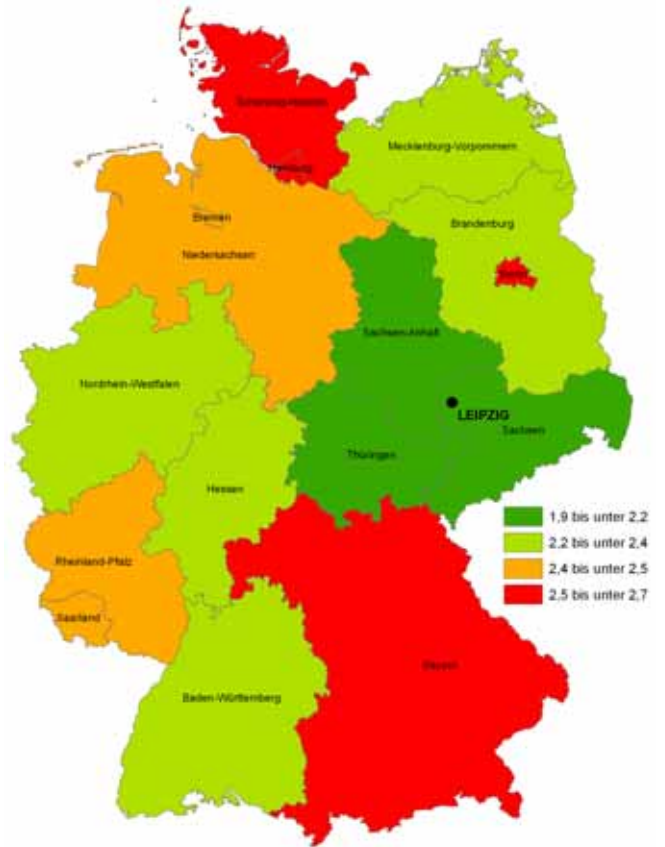 Schleswig-Holstein
Hamburg
Mecklenburg-Vorpommern
Bremen
Brandenburg
Niedersachsen
Berlin
Sachsen-Anhalt
Nordrhein-Westfalen
LEIPZIG
Sachsen
Thüringen
Hessen
1,9 bis unter 2,2
2,2 bis unter 2,4
Rheinland-Pfalz
2,4 bis unter 2,5
2,5 bis unter 2,7
Saarland
Bayern
Baden-Württemberg